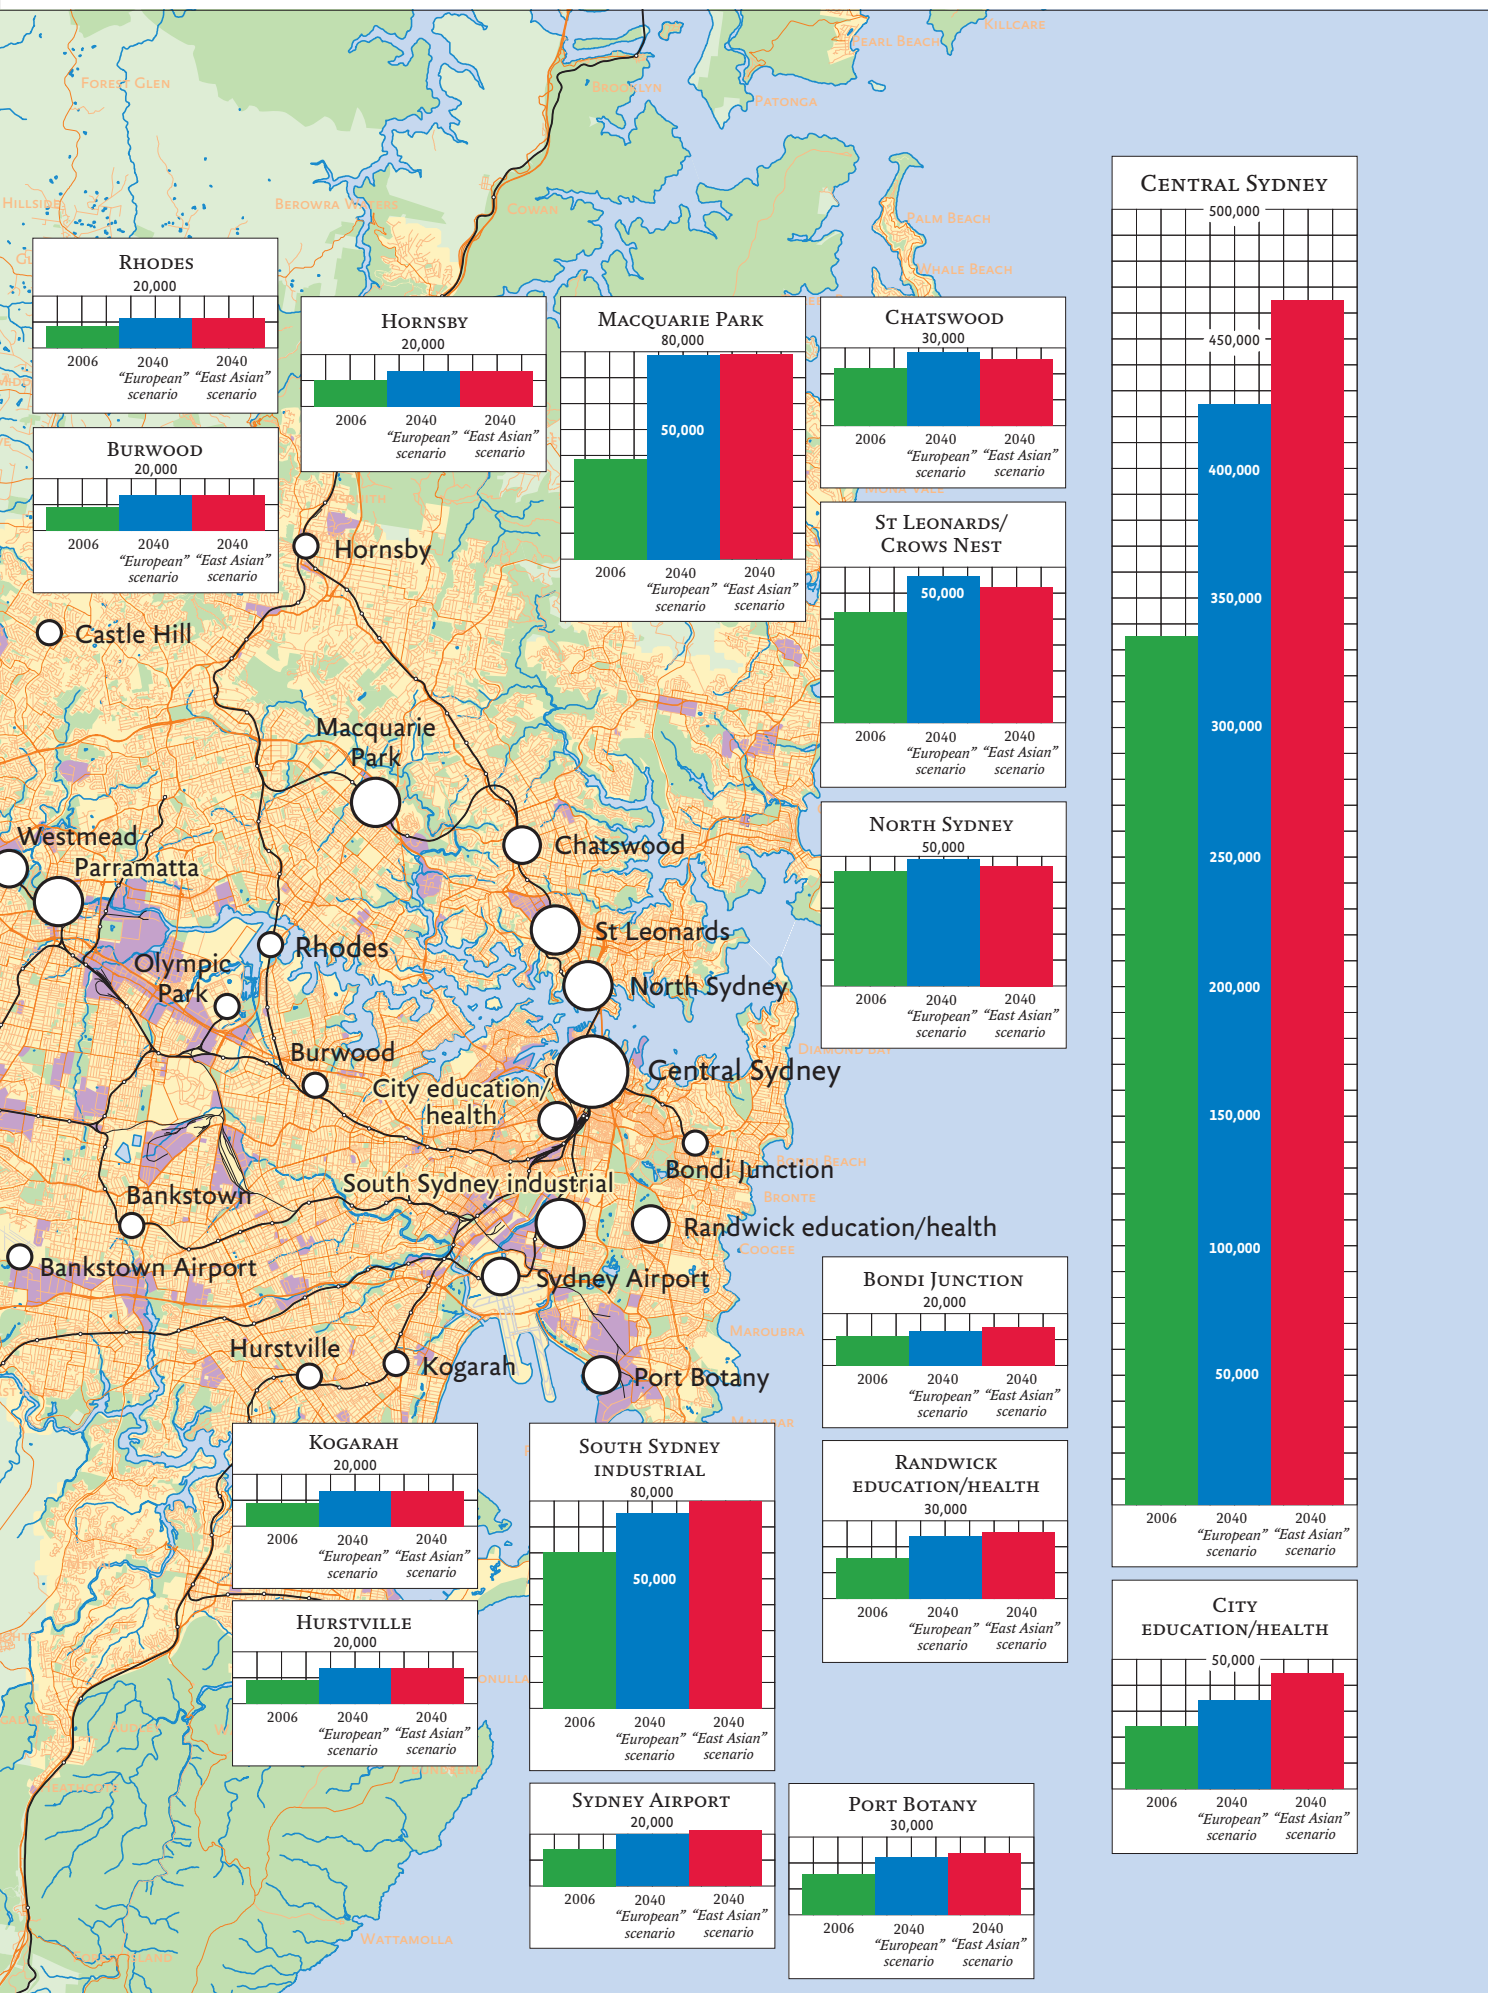 KILLCARE
PEARL BEACH
FOREST GLEN
BROOKLYN
PATONGA
HILLSIDE
BEROWRA WATERS
COWAN
PALM BEACH
WHALE BEACH
RHODES
20,000
2006
2040
"European"
scenario
2040
"East Asian"
scenario
HORNSBY
20,000
2006
2040
"European"
scenario
2040
"East Asian"
scenario
MACQUARIE PARK
80,000
50,000
2006
2040
"European"
scenario
2040
"East Asian"
scenario
CHATSWOOD
30,000
2006
2040
"European"
scenario
2040
"East Asian"
scenario
CENTRAL SYDNEY
500,000
450,000
400,000
350,000
300,000
250,000
200,000
150,000
100,000
50,000
2006
2040
"European"
scenario
2040
"East Asian"
scenario
BURWOOD
20,000
2006
2040
"European"
scenario
2040
"East Asian"
scenario
MONA VALE
ST LEONARDS/
CROWS NEST
50,000
2006
2040
"European"
scenario
2040
"East Asian"
scenario
Hornsby
Castle Hill
Macquarie
Park
Westmead
Parramatta
Chatswood
NORTH SYDNEY
50,000
2006
2040
"European"
scenario
2040
"East Asian"
scenario
St Leonards
Rhodes
Olympic
Park
North Sydney
DIAMOND BAY
Burwood
Central Sydney
City education/
health
Bondi Junction
BONDI BEACH
South Sydney industrial
Bankstown
BRONTE
Randwick education/health
COOGEE
Bankstown Airport
Sydney Airport
MAROUBRA
Hurstville
Kogarah
Port Botany
MALABAR
BONDI JUNCTION
20,000
2006
2040
"European"
scenario
2040
"East Asian"
scenario
KOGARAH
20,000
2006
2040
"European"
scenario
2040
"East Asian"
scenario
SOUTH SYDNEY
INDUSTRIAL
80,000
50,000
2006
2040
"European"
scenario
2040
"East Asian"
scenario
RANDWICK
EDUCATION/HEALTH
30,000
2006
2040
"European"
scenario
2040
"East Asian"
scenario
HURSTVILLE
20,000
2006
2040
"European"
scenario
2040
"East Asian"
scenario
CITY
EDUCATION/HEALTH
50,000
2006
2040
"European"
scenario
2040
"East Asian"
scenario
AUDLEY
HEATHCOTE
BUNDEENA
SYDNEY AIRPORT
20,000
2006
2040
"European"
scenario
2040
"East Asian"
scenario
PORT BOTANY
30,000
2006
2040
"European"
scenario
2040
"East Asian"
scenario
WATTAMOLLA